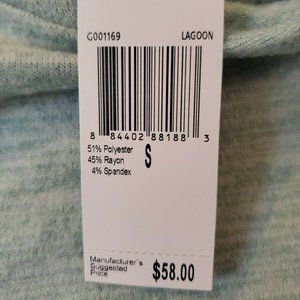 G001169 LAGOON
8 84402 88188 3
51% Polyester
45% Rayon
4% Spandex
S
Manufacturer's
Suggested
Price
$58.00